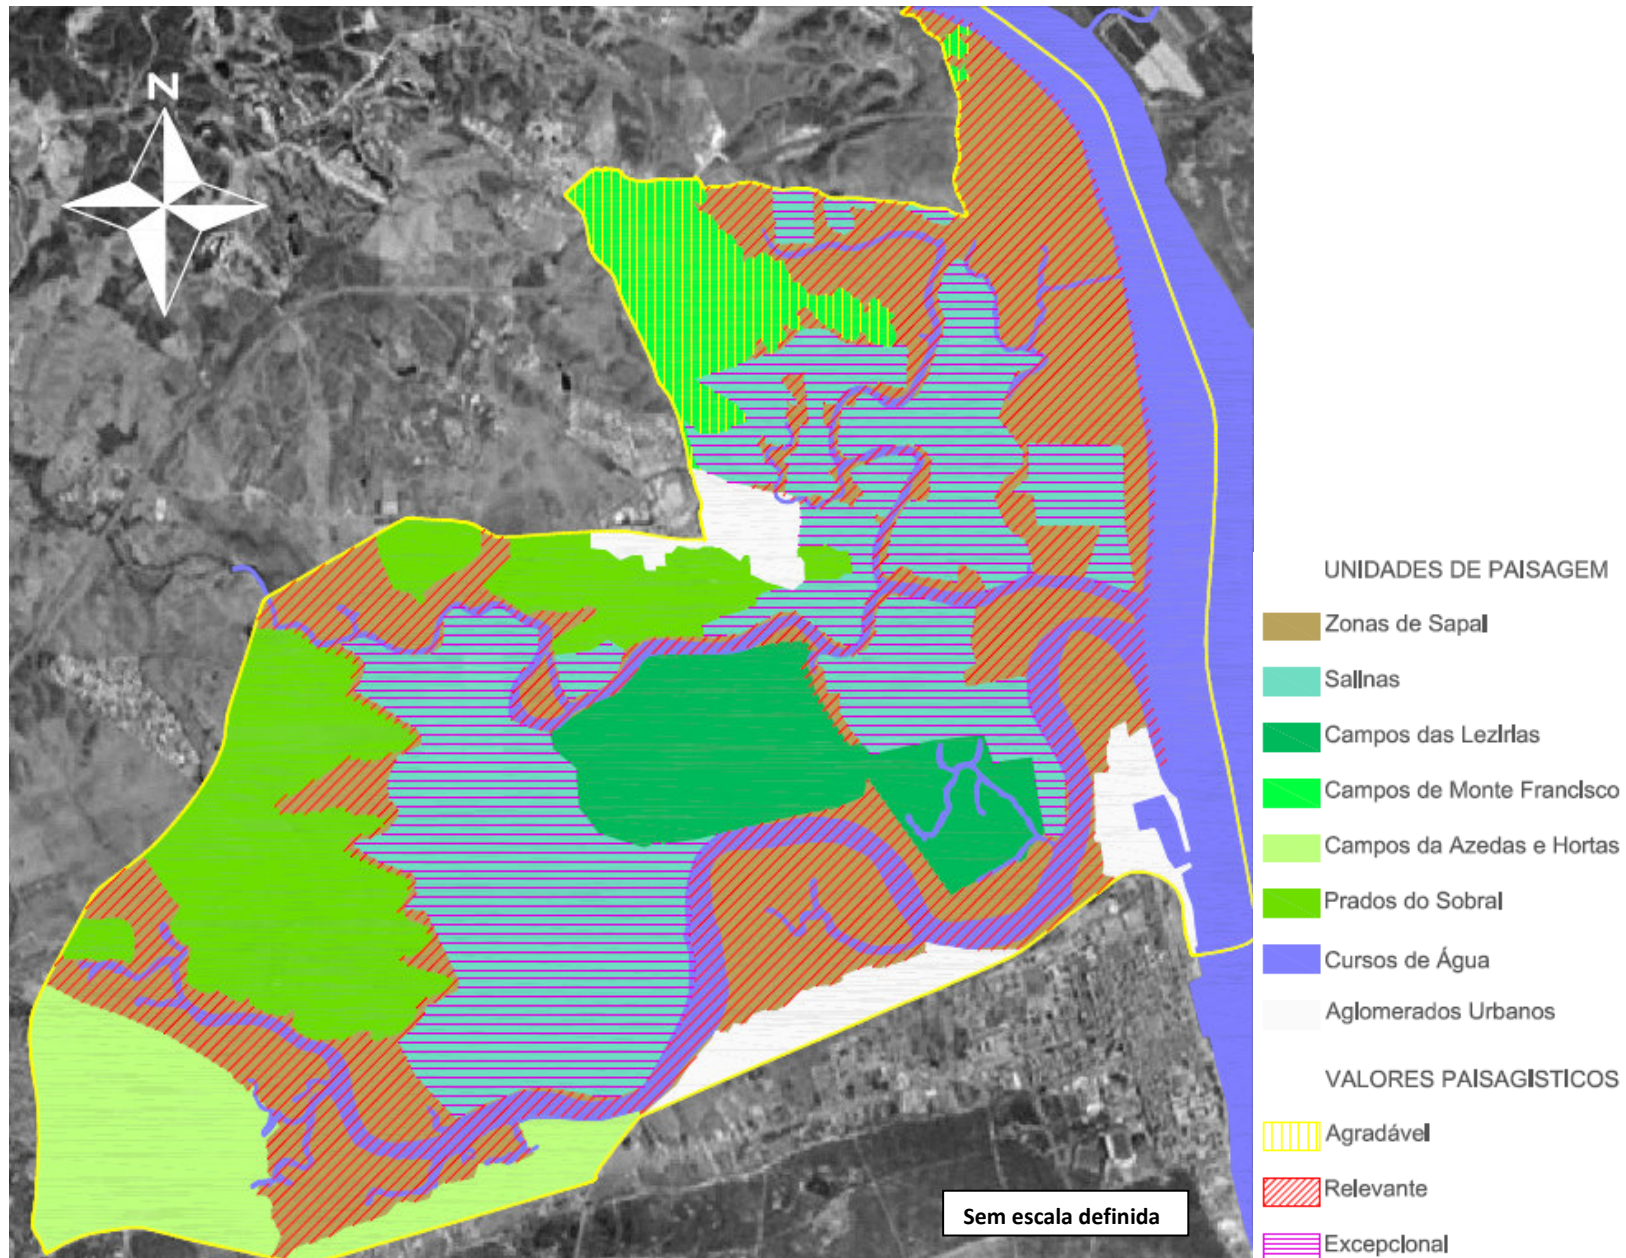 N
UNIDADES DE PAISAGEM
Zonas de Sapal
Salinas
Campos das Lezírias
Campos de Monte Francisco
Campos da Azedas e Hortas
Prados do Sobral
Cursos de Água
Aglomerados Urbanos
VALORES PAISAGÍSTICOS
Agradável
Relevante
Excepcional
Sem escala definida